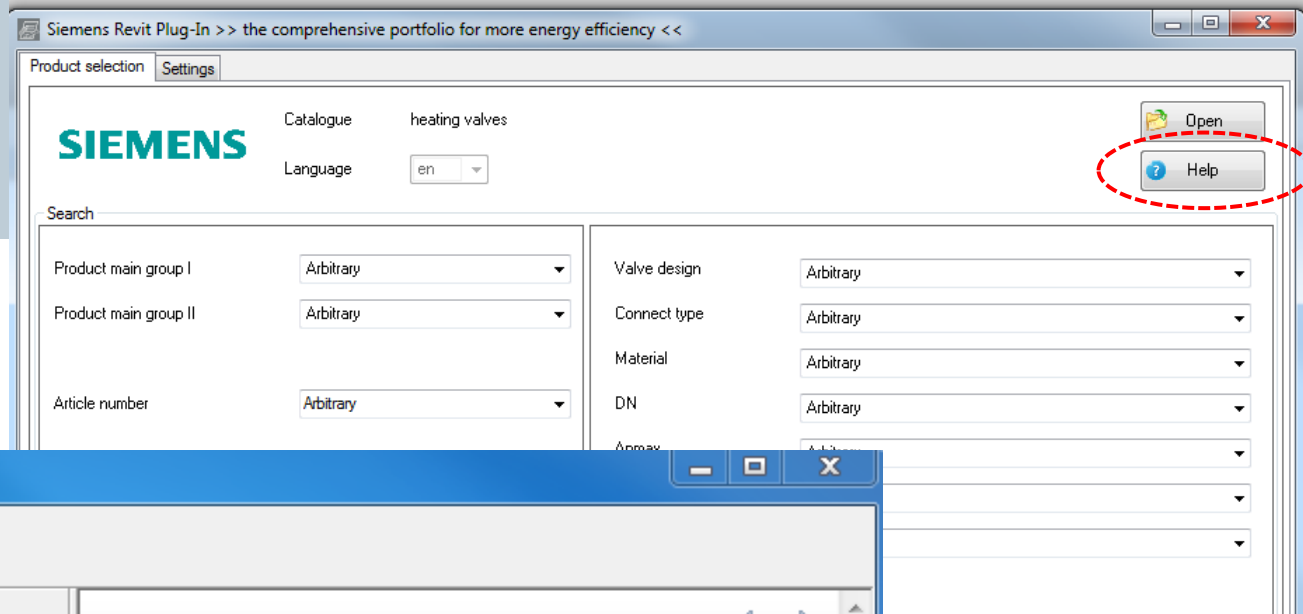 Siemens Revit Plug-In >> the comprehensive portfolio for more energy efficiency <<
Product selection Settings
SIEMENS
Catalogue heating valves
Open
Language en
Help
Search
Product main group I Arbitrary
Valve design Arbitrary
Product main group II Arbitrary
Connect type Arbitrary
Material Arbitrary
Article number Arbitrary
DN Arbitrary